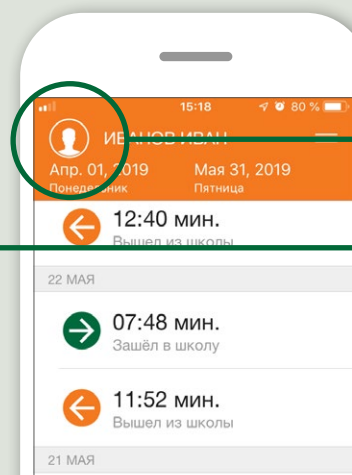 15:18 80 %
ИВАНОВ ИВАН
Апр. 01, 2019 Мая 31, 2019
Понедельник Пятница
12:40 мин.
Вышел из школы
22 МАЯ
07:48 мин.
Зашёл в школу
11:52 мин.
Вышел из школы
21 МАЯ